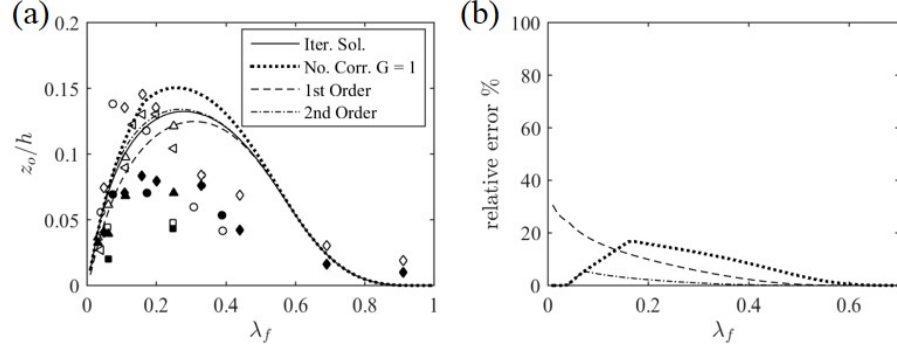 (a)
0.2
0.15
0.1
0.05
0
z_o/h
0
0.2
0.4
0.6
0.8
1
λ_f
Iter. Sol.
No. Corr. G = 1
1st Order
2nd Order
(b)
100
80
60
40
20
0
relative error %
0.2
0.4
0.6
λ_f